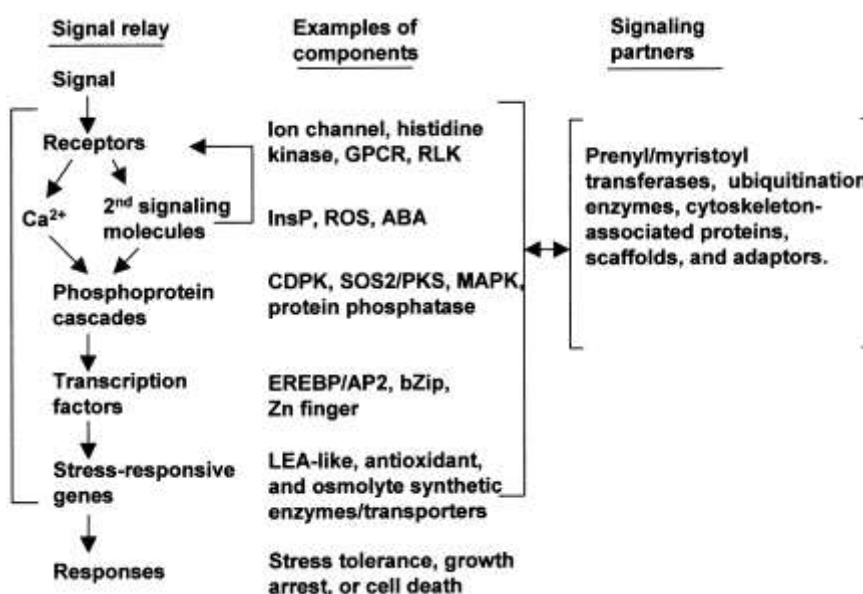 Signal relay
Examples of
components
Signaling
partners
Signal
Receptors
Ion channel, histidine
kinase, GPCR, RLK
Prenyl/myristoyl
transferases, ubiquitination
enzymes, cytoskeleton-
associated proteins,
scaffolds, and adaptors.
Ca²⁺
2ⁿᵈ signaling
molecules
InsP, ROS, ABA
Phosphoprotein
cascades
CDPK, SOS2/PKS, MAPK,
protein phosphatase
Transcription
factors
EREBP/AP2, bZip,
Zn finger
Stress-responsive
genes
LEA-like, antioxidant,
and osmolyte synthetic
enzymes/transporters
Responses
Stress tolerance, growth
arrest, or cell death